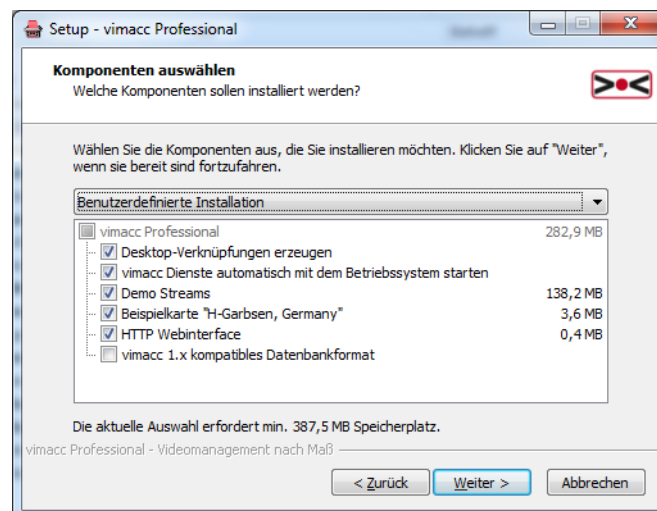 Setup - vimacc Professional
Komponenten auswählen
Welche Komponenten sollen installiert werden?
Wählen Sie die Komponenten aus, die Sie installieren möchten. Klicken Sie auf "Weiter",
wenn sie bereit sind fortzufahren.
Benutzerdefinierte Installation
vimacc Professional 282,9 MB
Desktop-Verknüpfungen erzeugen
vimacc Dienste automatisch mit dem Betriebssystem starten
Demo Streams 138,2 MB
Beispielkarte "H-Garbsen, Germany" 3,6 MB
HTTP Webinterface 0,4 MB
vimacc 1.x kompatibles Datenbankformat
Die aktuelle Auswahl erfordert min. 387,5 MB Speicherplatz.
vimacc Professional - Videomanagement nach Maß
< Zurück Weiter > Abbrechen